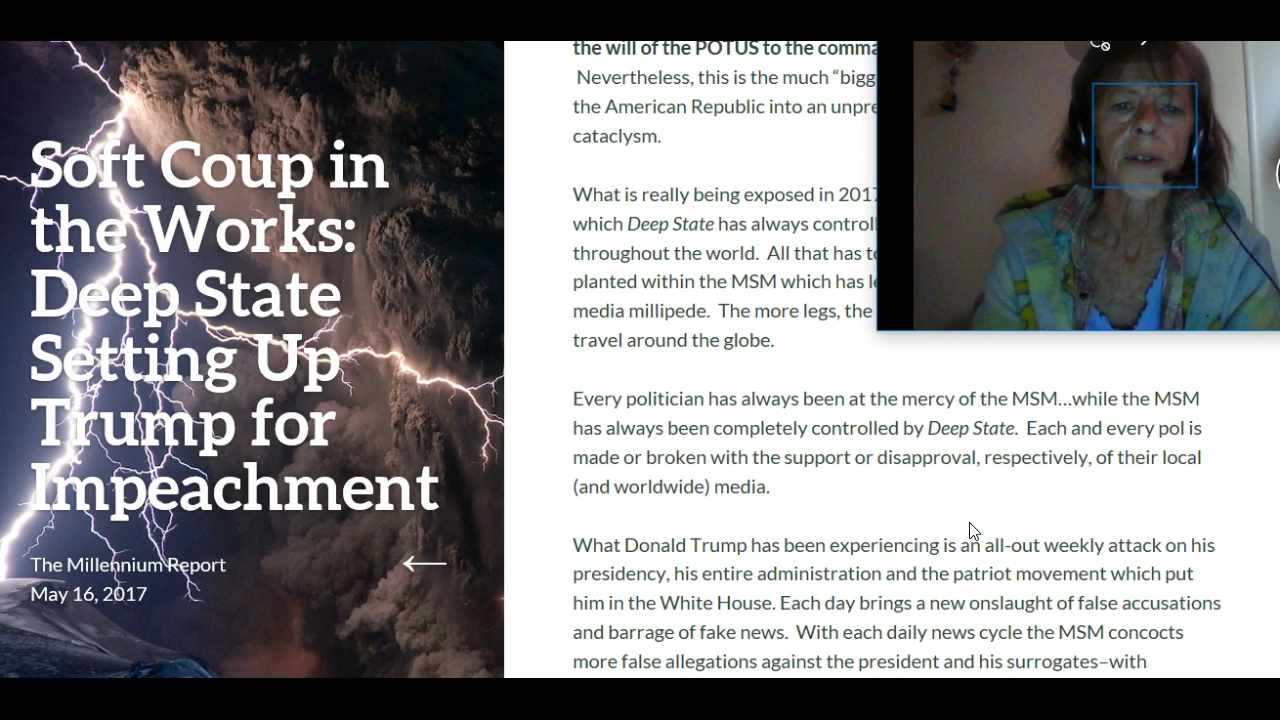 Soft Coup in
the Works:
Deep State
Setting Up
Trump for
Impeachment
The Millennium Report
May 16, 2017
the will of the POTUS to the comma
Nevertheless, this is the much “bigg
the American Republic into an unpre
cataclysm.
What is really being exposed in 2017
which Deep State has always controll
throughout the world.  All that has to
planted within the MSM which has le
media millipede.  The more legs, the
travel around the globe.
Every politician has always been at the mercy of the MSM…while the MSM
has always been completely controlled by Deep State.  Each and every pol is
made or broken with the support or disapproval, respectively, of their local
(and worldwide) media.
What Donald Trump has been experiencing is an all-out weekly attack on his
presidency, his entire administration and the patriot movement which put
him in the White House. Each day brings a new onslaught of false accusations
and barrage of fake news.  With each daily news cycle the MSM concocts
more false allegations against the president and his surrogates–with